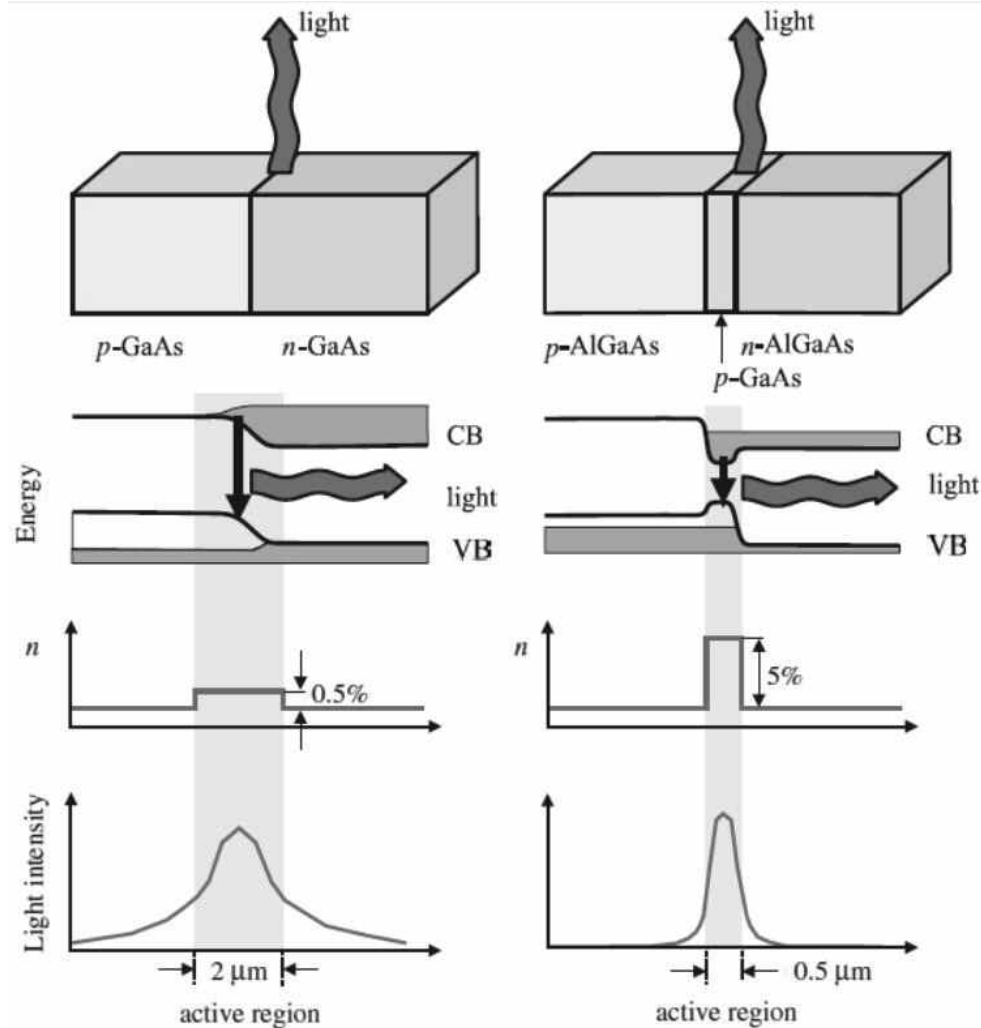 light
light
p-GaAs n-GaAs
p-AlGaAs n-AlGaAs
p-GaAs
Energy
CB
light
VB
CB
light
VB
n
0.5%
n
5%
Light intensity
2 μm
active region
0.5 μm
active region